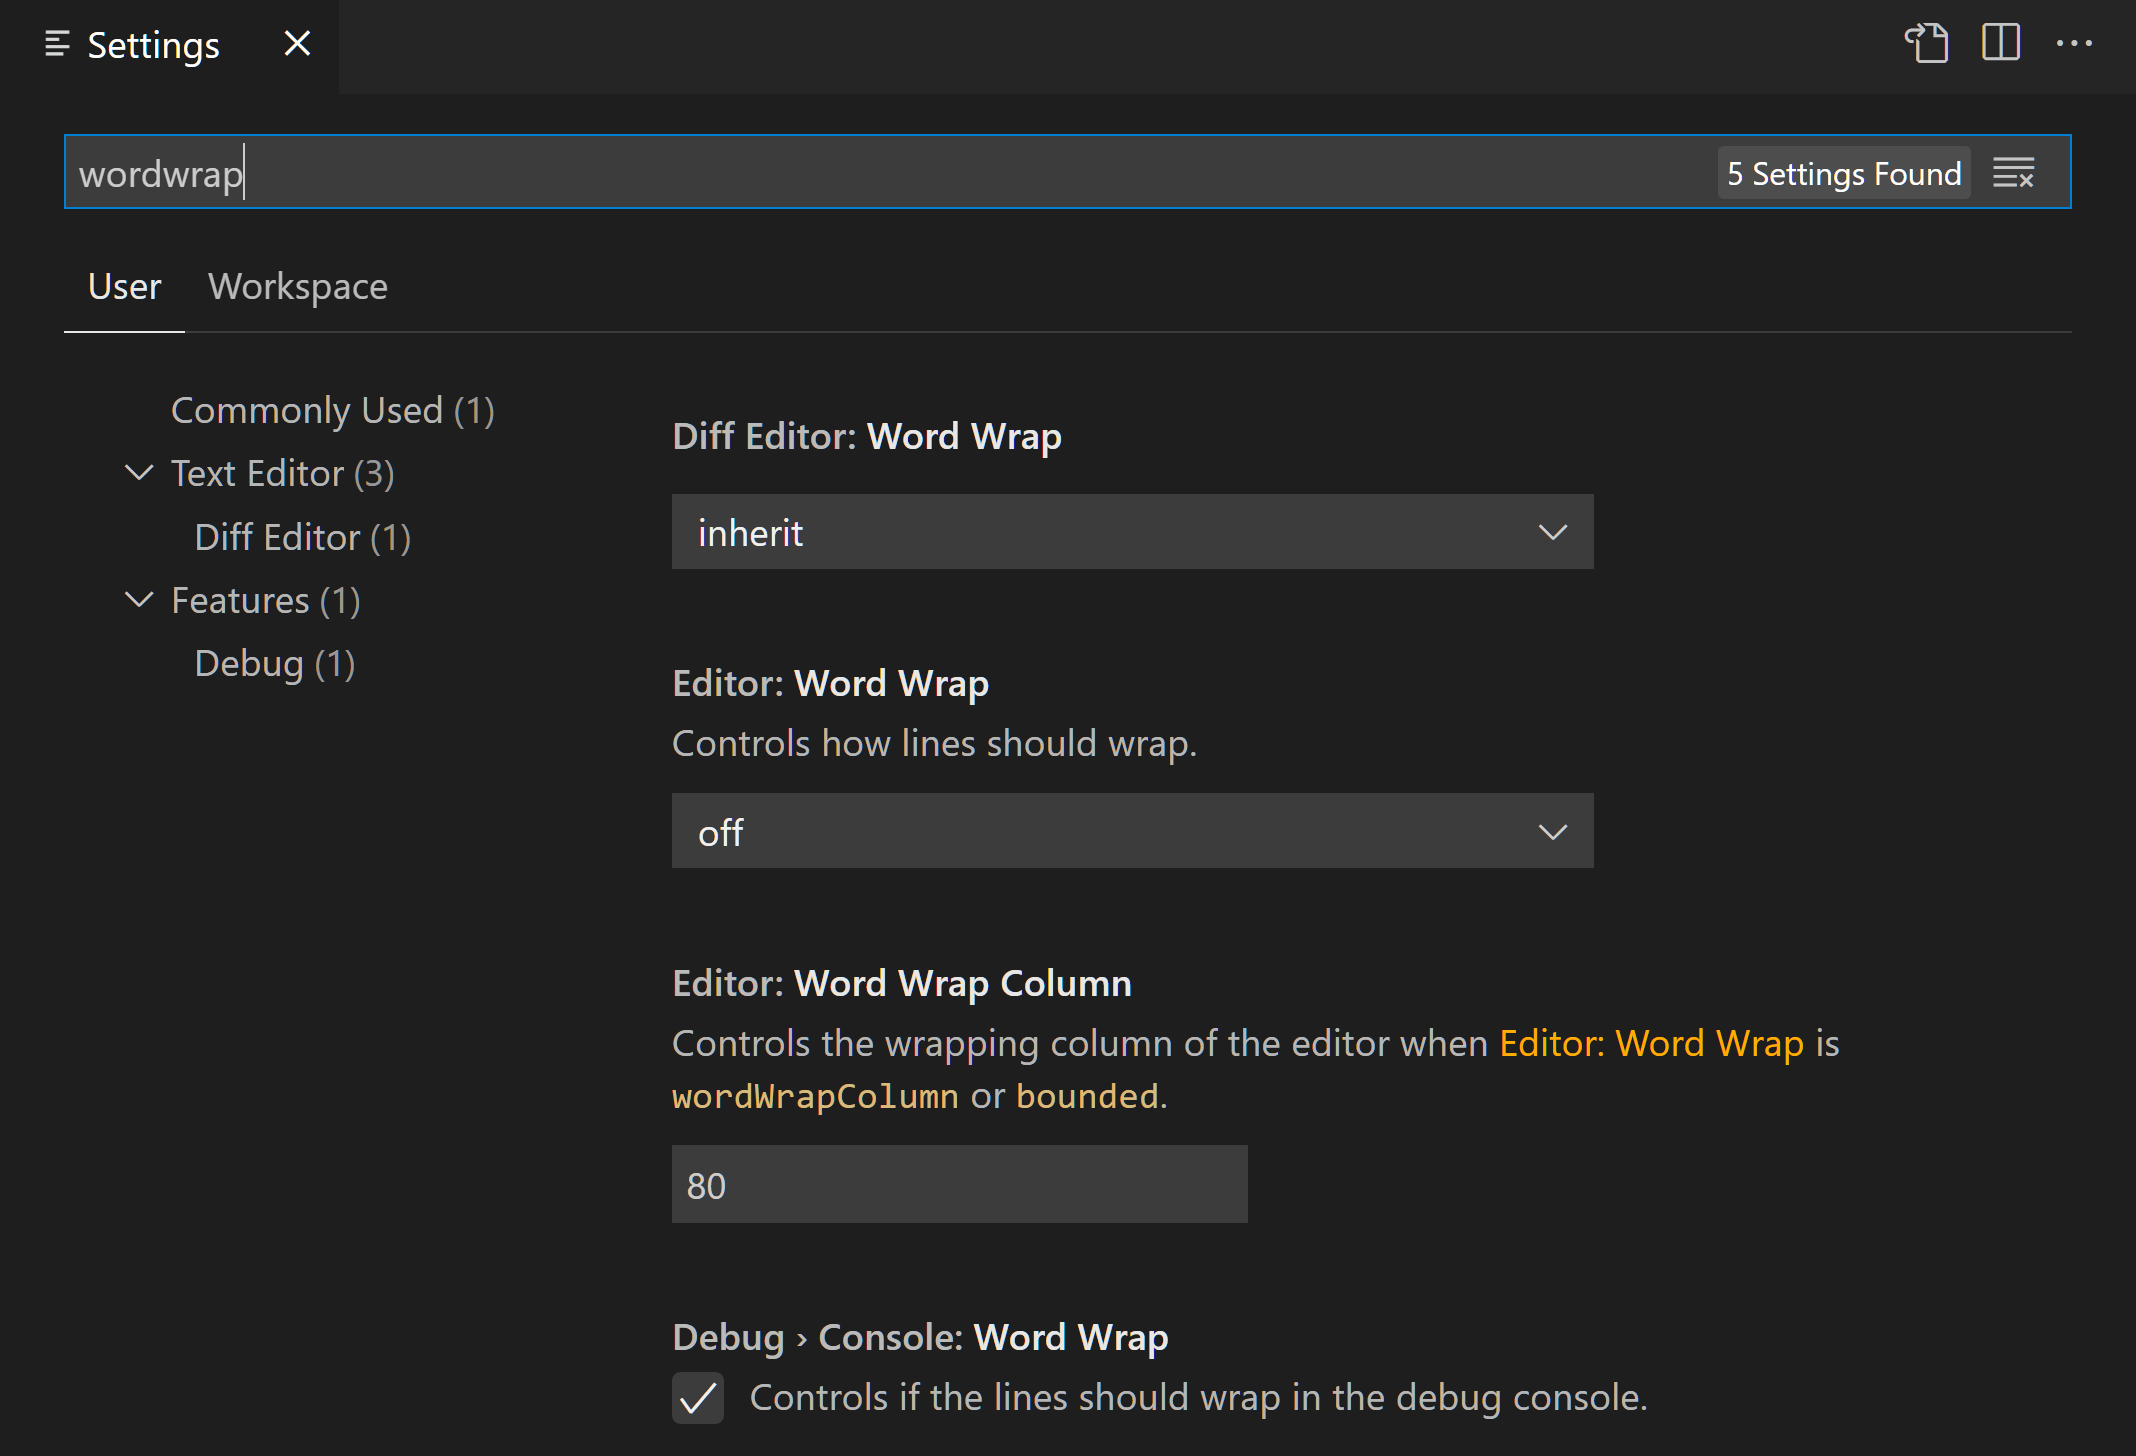 Settings
wordwrap
5 Settings Found
User
Workspace
Commonly Used (1)
Text Editor (3)
Diff Editor (1)
Features (1)
Debug (1)
Diff Editor: Word Wrap
inherit
Editor: Word Wrap
Controls how lines should wrap.
off
Editor: Word Wrap Column
Controls the wrapping column of the editor when Editor: Word Wrap is
wordWrapColumn or bounded.
80
Debug › Console: Word Wrap
Controls if the lines should wrap in the debug console.